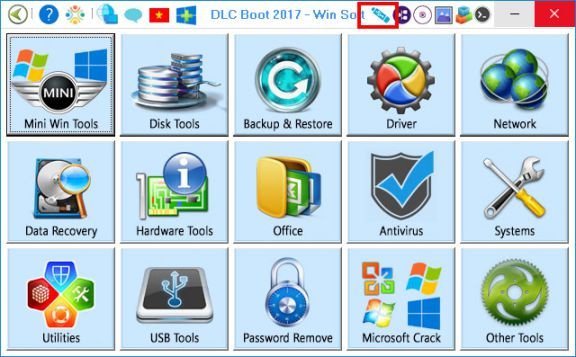 DLC Boot 2017 - Win Soft
MINI
Mini Win Tools
Disk Tools
Backup & Restore
Driver
Network
Data Recovery
Hardware Tools
Office
Antivirus
Systems
Utilities
USB Tools
Password Remove
Microsoft Crack
Other Tools